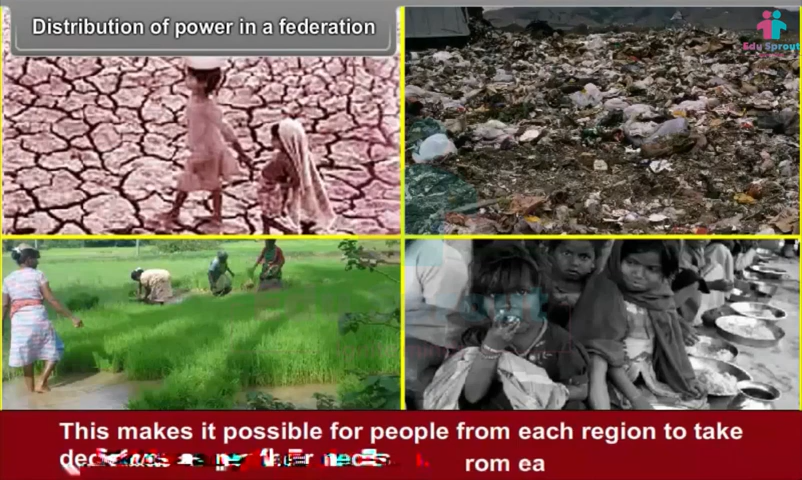 Distribution of power in a federation
Edu Sprout
This makes it possible for people from each region to take
rom ea